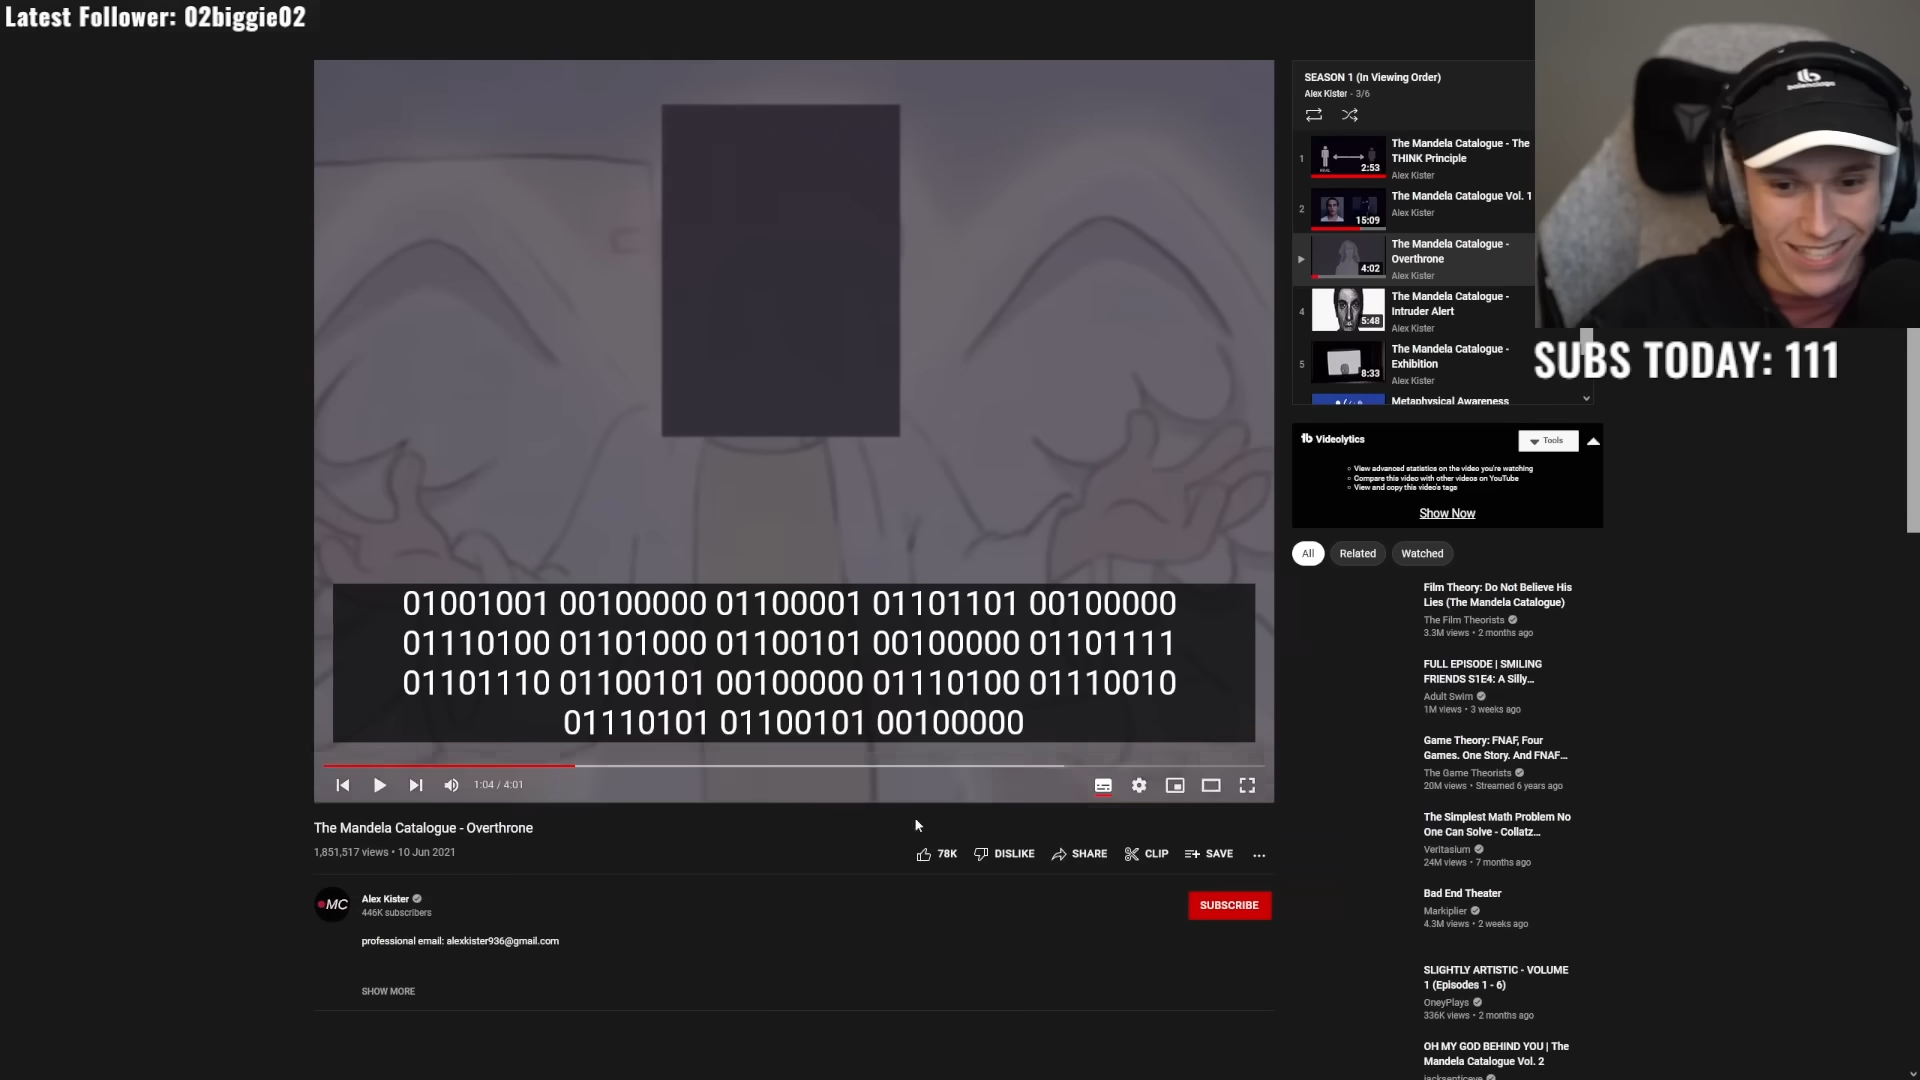 Latest Follower: 02biggie02
01001001 00100000 01100001 01101101 00100000
01110100 01101000 01100101 00100000 01101111
01101110 01100101 00100000 01110100 01110010
01110101 01100101 00100000
1:04 / 4:01
The Mandela Catalogue - Overthrone
1,851,517 views • 10 Jun 2021
78K
DISLIKE
SHARE
CLIP
SAVE
MC
Alex Kister
446K subscribers
SUBSCRIBE
professional email: alexkister936@gmail.com
SHOW MORE
SEASON 1 (In Viewing Order)
Alex Kister - 3/6
1
2:53
The Mandela Catalogue - The
THINK Principle
Alex Kister
2
15:09
The Mandela Catalogue Vol. 1
Alex Kister
4:02
The Mandela Catalogue -
Overthrone
Alex Kister
4
5:48
The Mandela Catalogue -
Intruder Alert
Alex Kister
5
8:33
The Mandela Catalogue -
Exhibition
Alex Kister
Metaphysical Awareness
SUBS TODAY: 111
Videolytics
Tools
View advanced statistics on the video you're watching
Compare this video with other videos on YouTube
View and copy this video's tags
Show Now
All
Related
Watched
Film Theory: Do Not Believe His
Lies (The Mandela Catalogue)
The Film Theorists
3.3M views • 2 months ago
FULL EPISODE | SMILING
FRIENDS S1E4: A Silly...
Adult Swim
1M views • 3 weeks ago
Game Theory: FNAF, Four
Games. One Story. And FNAF...
The Game Theorists
20M views • Streamed 6 years ago
The Simplest Math Problem No
One Can Solve - Collatz...
Veritasium
24M views • 7 months ago
Bad End Theater
Markiplier
4.3M views • 2 weeks ago
SLIGHTLY ARTISTIC - VOLUME
1 (Episodes 1 - 6)
OneyPlays
336K views • 2 months ago
OH MY GOD BEHIND YOU | The
Mandela Catalogue Vol. 2
jacksepticeye